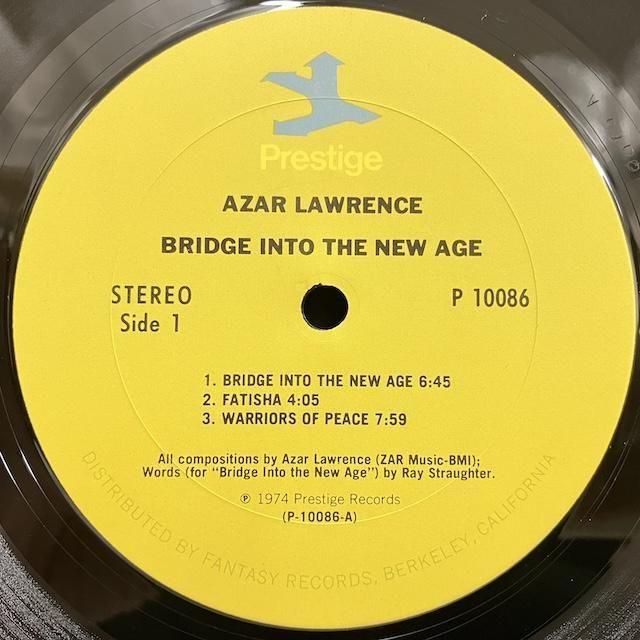 Prestige
AZAR LAWRENCE
BRIDGE INTO THE NEW AGE
STEREO
Side 1
P 10086
1. BRIDGE INTO THE NEW AGE 6:45
2. FATISHA 4:05
3. WARRIORS OF PEACE 7:59
All compositions by Azar Lawrence (ZAR Music-BMI);
Words (for "Bridge Into the New Age") by Ray Straughter.
℗ 1974 Prestige Records
(P-10086-A)
DISTRIBUTED BY FANTASY RECORDS, BERKELEY, CALIFORNIA